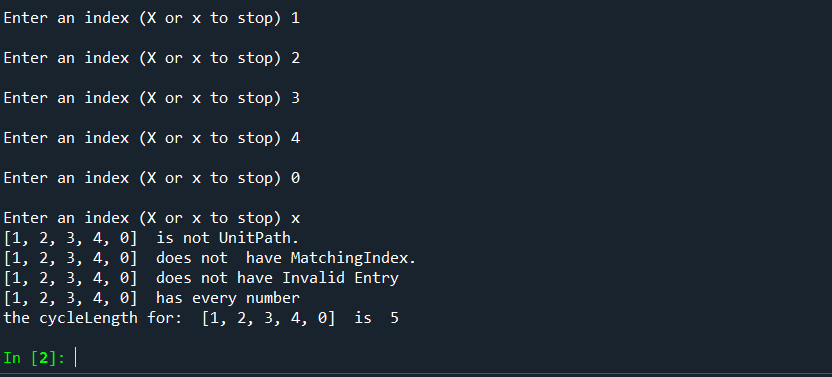 Enter an index (X or x to stop) 1
Enter an index (X or x to stop) 2
Enter an index (X or x to stop) 3
Enter an index (X or x to stop) 4
Enter an index (X or x to stop) 0
Enter an index (X or x to stop) x
[1, 2, 3, 4, 0]  is not UnitPath.
[1, 2, 3, 4, 0]  does not  have MatchingIndex.
[1, 2, 3, 4, 0]  does not have Invalid Entry
[1, 2, 3, 4, 0]  has every number
the cycleLength for:  [1, 2, 3, 4, 0]  is  5
In [2]: